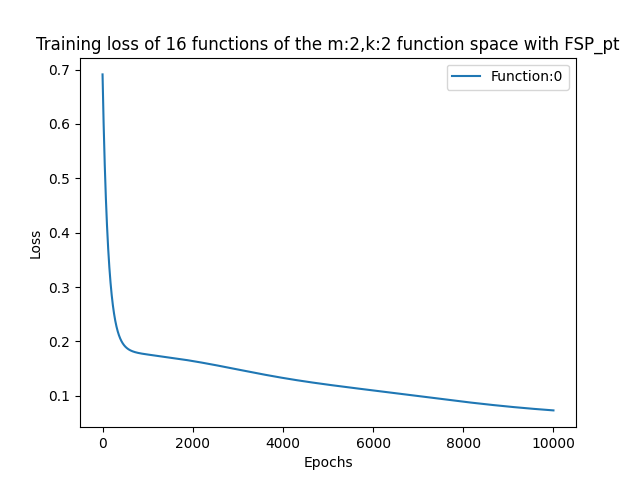 Training loss of 16 functions of the m:2,k:2 function space with FSP_pt
Function:0
0.7
0.6
0.5
0.4
0.3
0.2
0.1
Loss
0 2000 4000 6000 8000 10000
Epochs